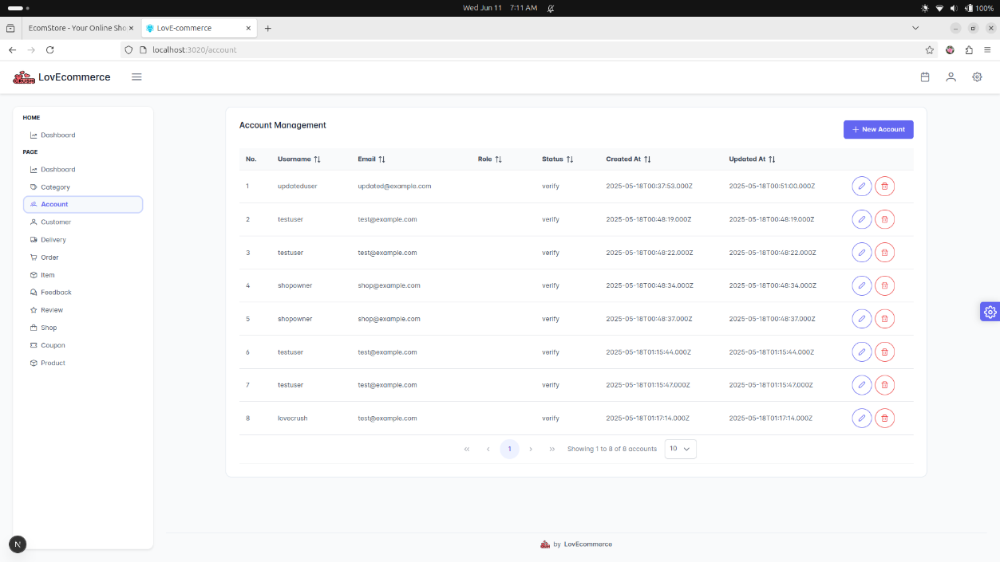 Wed Jun 11 7:11 AM
100%
EcomStore - Your Online Sho
LovE-commerce
localhost:3020/account
CRUSH
LovEcommerce
HOME
Dashboard
PAGE
Dashboard
Category
Account
Customer
Delivery
Order
Item
Feedback
Review
Shop
Coupon
Product
Account Management
New Account
No. Username Email Role Status Created At Updated At
1 updateduser updated@example.com verify 2025-05-18T00:37:53.000Z 2025-05-18T00:51:00.000Z
2 testuser test@example.com verify 2025-05-18T00:48:19.000Z 2025-05-18T00:48:19.000Z
3 testuser test@example.com verify 2025-05-18T00:48:22.000Z 2025-05-18T00:48:22.000Z
4 shopowner shop@example.com verify 2025-05-18T00:48:34.000Z 2025-05-18T00:48:34.000Z
5 shopowner shop@example.com verify 2025-05-18T00:48:37.000Z 2025-05-18T00:48:37.000Z
6 testuser test@example.com verify 2025-05-18T01:15:44.000Z 2025-05-18T01:15:44.000Z
7 testuser test@example.com verify 2025-05-18T01:15:47.000Z 2025-05-18T01:15:47.000Z
8 lovecrush test@example.com verify 2025-05-18T01:17:14.000Z 2025-05-18T01:17:14.000Z
« ‹ 1 › » Showing 1 to 8 of 8 accounts 10
N
by LovEcommerce